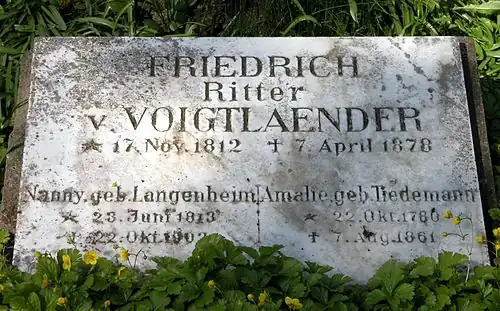 FRIEDRICH
Ritter
v. VOIGTLAENDER
* 17. Nov. 1812 † 7. April 1878
Nanny, geb. Langenheim
* 23. Juni 1813
† 22. Okt. 1902
Amalie, geb. Tiedemann
* 22. Okt. 1780
† 7. Aug. 1861